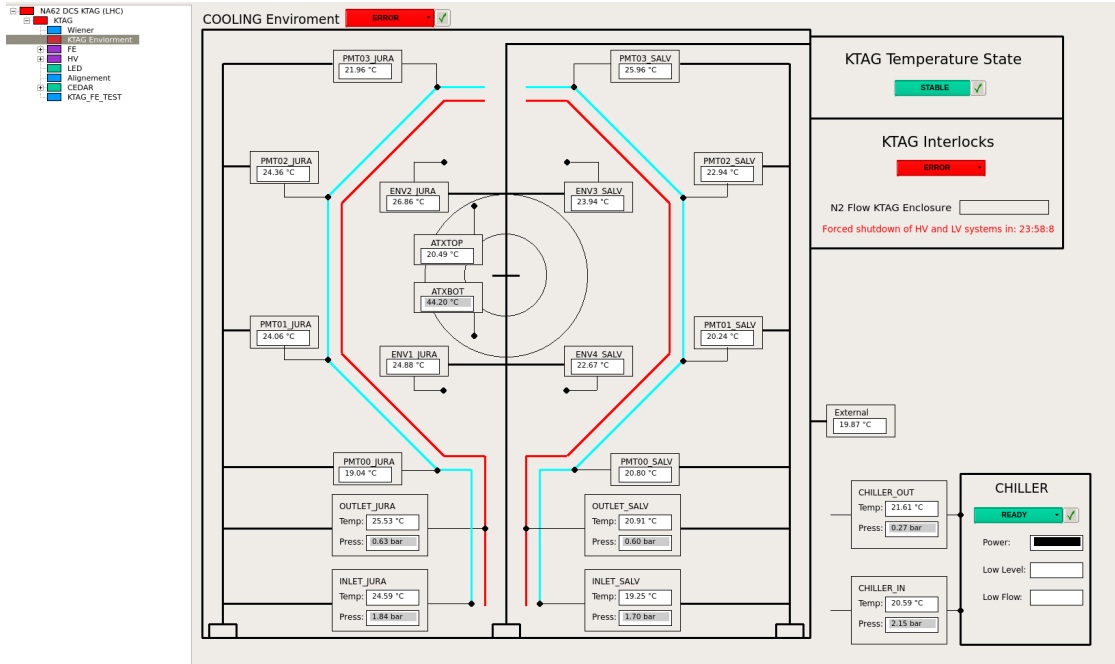 NA62 DCS KTAG (LHC)
KTAG
Wiener
KTAG Enviorment
FE
HV
LED
Alignement
CEDAR
KTAG_FE_TEST
COOLING Enviroment
ERROR
PMT03_JURA
21.96 °C
PMT03_SALV
25.96 °C
PMT02_JURA
24.36 °C
PMT02_SALV
22.94 °C
ENV2_JURA
26.86 °C
ENV3_SALV
23.94 °C
ATXTOP
20.49 °C
ATXBOT
44.20 °C
PMT01_JURA
24.06 °C
PMT01_SALV
20.24 °C
ENV1_JURA
24.88 °C
ENV4_SALV
22.67 °C
PMT00_JURA
19.04 °C
PMT00_SALV
20.80 °C
OUTLET_JURA
Temp: 25.53 °C
Press: 0.63 bar
OUTLET_SALV
Temp: 20.91 °C
Press: 0.60 bar
INLET_JURA
Temp: 24.59 °C
Press: 1.84 bar
INLET_SALV
Temp: 19.25 °C
Press: 1.70 bar
KTAG Temperature State
STABLE
KTAG Interlocks
ERROR
N2 Flow KTAG Enclosure
Forced shutdown of HV and LV systems in: 23:58:8
External
19.87 °C
CHILLER_OUT
Temp: 21.61 °C
Press: 0.27 bar
CHILLER_IN
Temp: 20.59 °C
Press: 2.15 bar
CHILLER
READY
Power:
Low Level:
Low Flow: